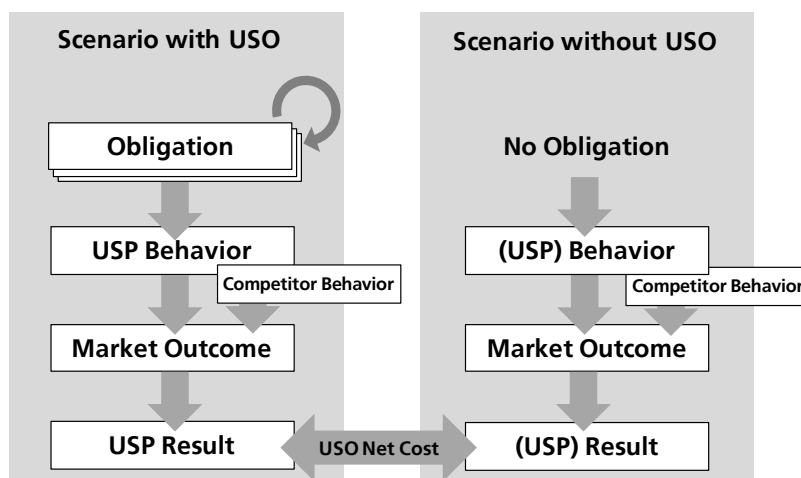 Scenario with USO
Obligation
USP Behavior
Competitor Behavior
Market Outcome
USP Result
USO Net Cost
Scenario without USO
No Obligation
(USP) Behavior
Competitor Behavior
Market Outcome
(USP) Result